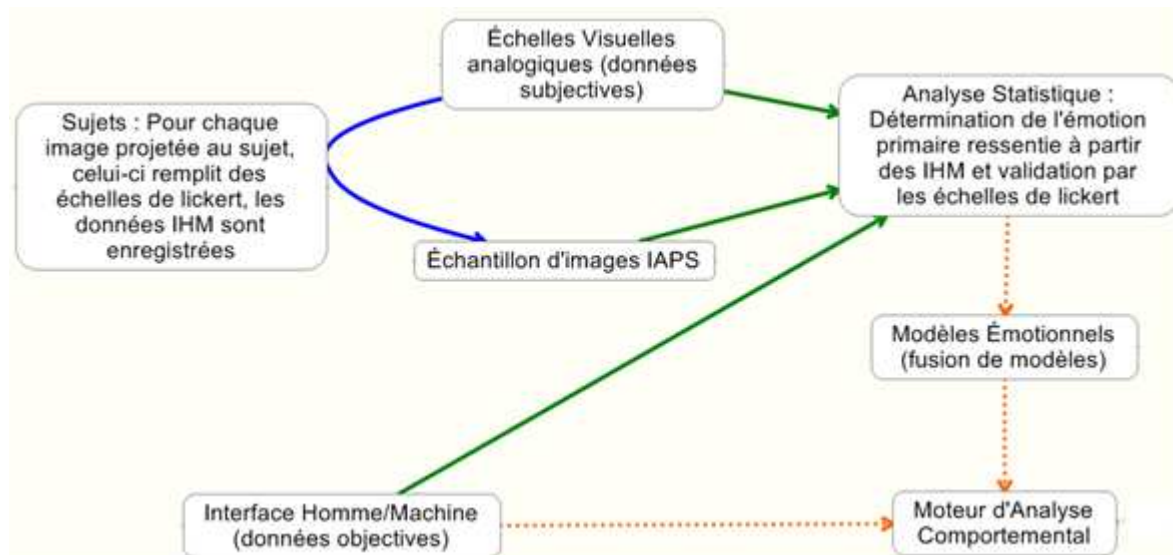 Échelles Visuelles
analogiques (données
subjectives)
Sujets : Pour chaque
image projetée au sujet,
celui-ci remplit des
échelles de lickert, les
données IHM sont
enregistrées
Analyse Statistique :
Détermination de l'émotion
primaire ressentie à partir
des IHM et validation par
les échelles de lickert
Échantillon d'images IAPS
Modèles Émotionnels
(fusion de modèles)
Interface Homme/Machine
(données objectives)
Moteur d'Analyse
Comportemental